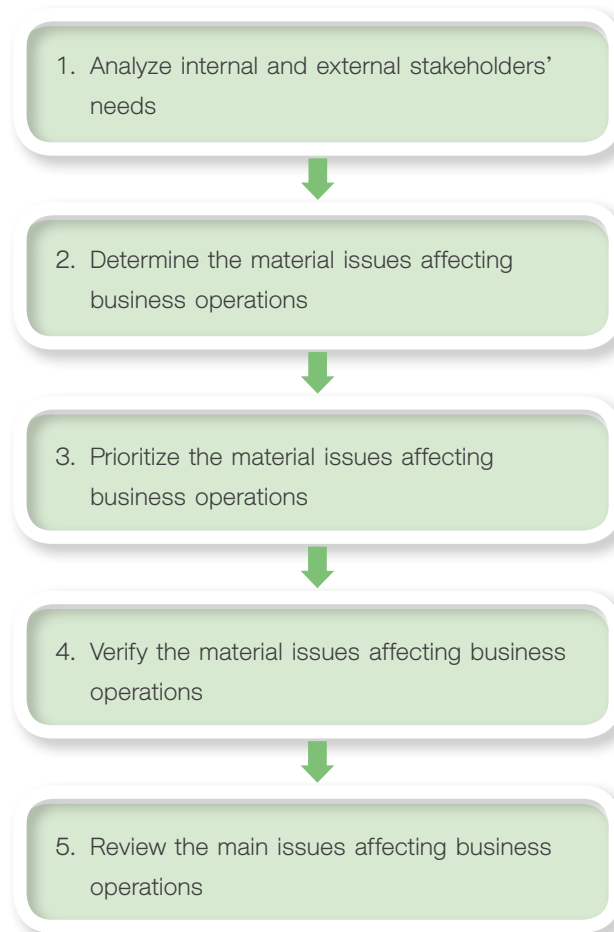 1. Analyze internal and external stakeholders’
needs
2. Determine the material issues affecting
business operations
3. Prioritize the material issues affecting
business operations
4. Verify the material issues affecting business
operations
5. Review the main issues affecting business
operations